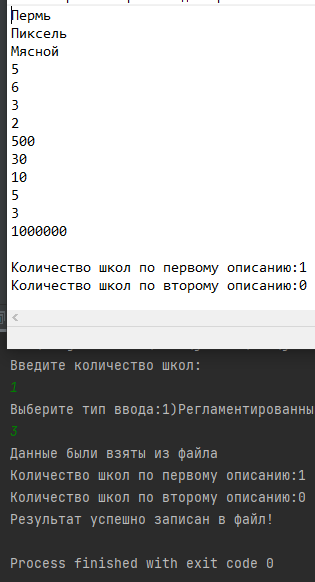 Пермь
Пиксель
Мясной
5
6
3
2
500
30
10
5
3
1000000
Количество школ по первому описанию:1
Количество школ по второму описанию:0
Введите количество школ:
1
Выберите тип ввода:1)Регламентированны
3
Данные были взяты из файла
Количество школ по первому описанию:1
Количество школ по второму описанию:0
Результат успешно записан в файл!
Process finished with exit code 0